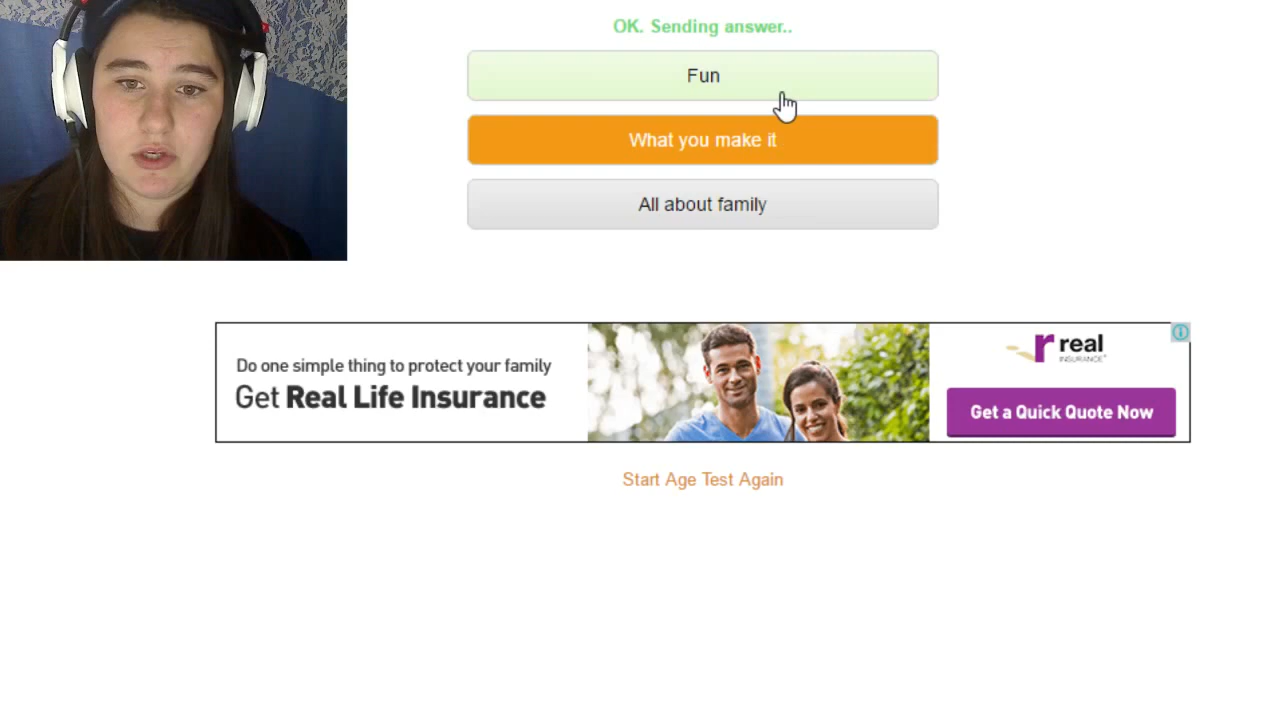 OK. Sending answer..
Fun
What you make it
All about family
Do one simple thing to protect your family
Get Real Life Insurance
real
INSURANCE
Get a Quick Quote Now
Start Age Test Again